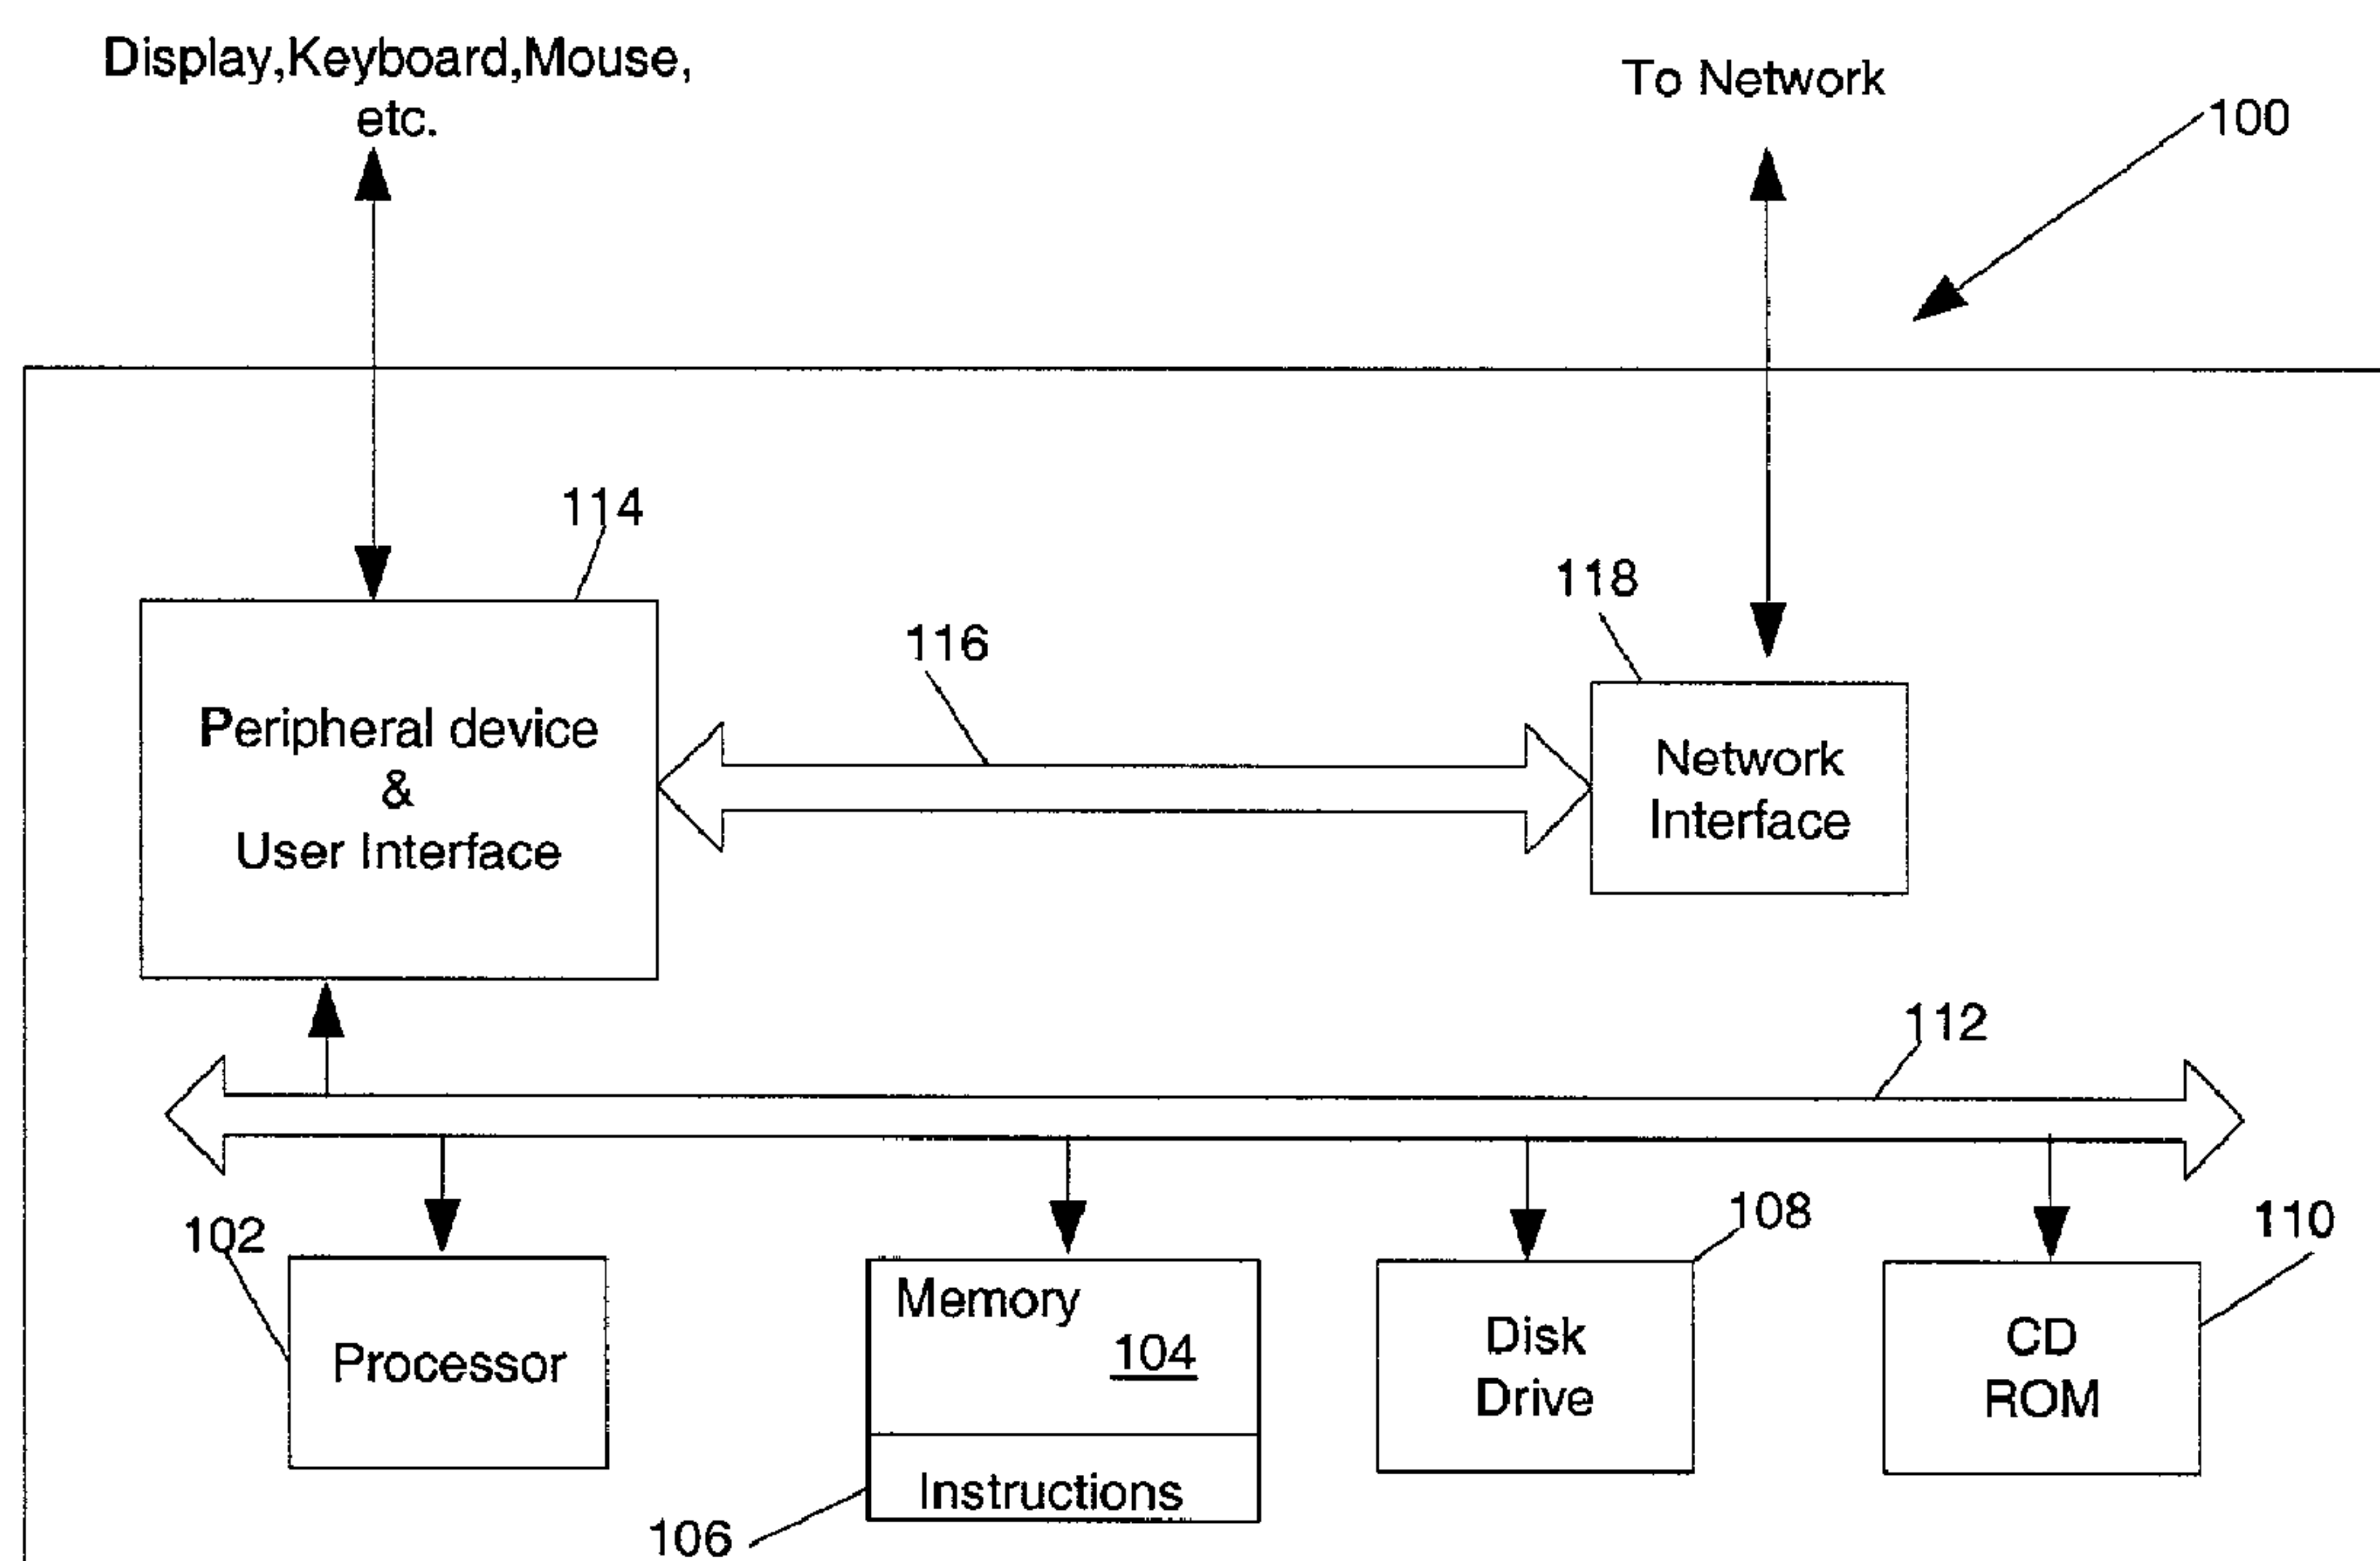 Display,Keyboard,Mouse,
etc.
To Network
100
114
118
116
Peripheral device
&
User Interface
Network
Interface
112
102
108
110
Processor
Memory
104
Instructions
106
Disk
Drive
CD
ROM